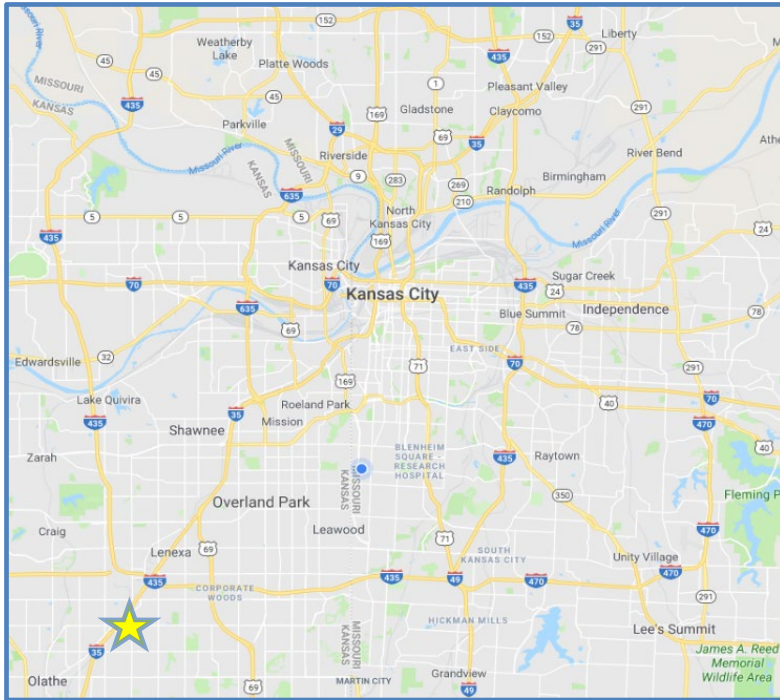 152
Weatherby
Lake
Platte Woods
45
45
435
35
Liberty
152
291
435
Pleasant Valley
1
MISSOURI
KANSAS
435
45
Gladstone
Claycomo
291
Parkville
169
69
29
35
Riverside
Missouri River
KANSAS
MISSOURI
River Bend
9
283
269
Birmingham
635
210
Randolph
5
5
5
69
North
Kansas City
291
Missouri River
24
435
169
Kansas City
70
70
435
Sugar Creek
24
Kansas City
635
Blue Summit
Independence
78
69
78
EAST SIDE
32
Edwardsville
71
70
291
169
Lake Quivira
Roeland Park
40
70
35
435
Mission
470
Shawnee
40
BLENHEIM
SQUARE -
RESEARCH
HOSPITAL
Zarah
435
Raytown
MISSOURI
KANSAS
Overland Park
350
Fleming P
Craig
Leawood
71
470
Lenexa
69
SOUTH
KANSAS CITY
Unity Village
435
435
49
470
470
CORPORATE
WOODS
291
HICKMAN MILLS
Lee's Summit
MISSOURI
KANSAS
35
James A. Reed
Memorial
Wildlife Area
Olathe
69
MARTIN CITY
Grandview
49